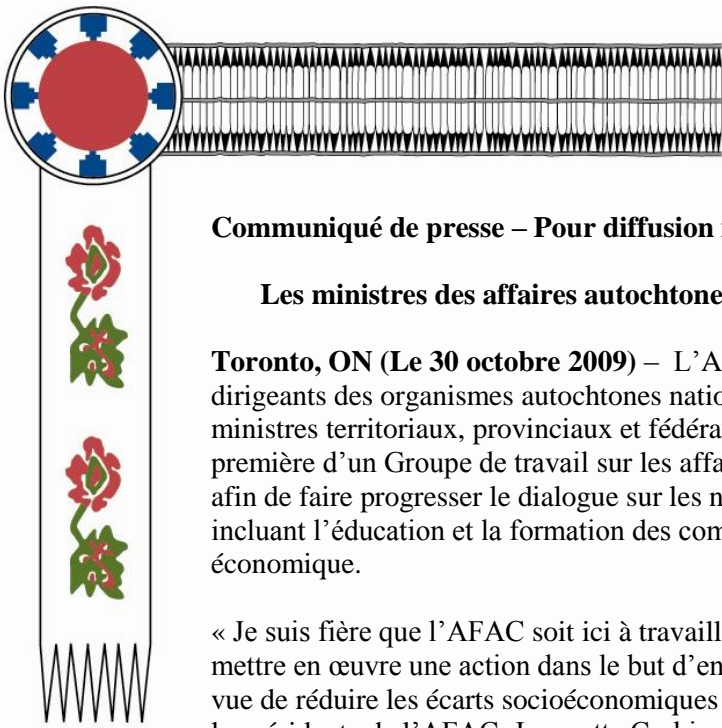 Communiqué de presse – Pour diffusion
Les ministres des affaires autochtone
Toronto, ON (Le 30 octobre 2009) – L’A
dirigeants des organismes autochtones natio
ministres territoriaux, provinciaux et fédéra
première d’un Groupe de travail sur les affa
afin de faire progresser le dialogue sur les
incluant l’éducation et la formation des com
économique.
« Je suis fière que l’AFAC soit ici à travaill
mettre en œuvre une action dans le but d’en
vue de réduire les écarts socioéconomiques